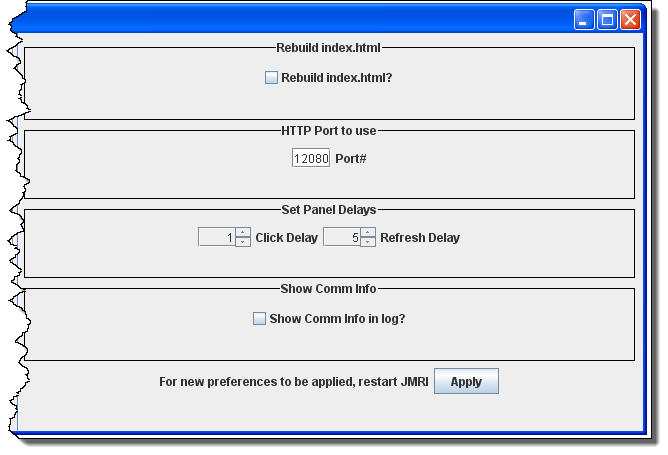 Rebuild index.html
Rebuild index.html?
HTTP Port to use
12080 Port#
Set Panel Delays
1 Click Delay 5 Refresh Delay
Show Comm Info
Show Comm Info in log?
For new preferences to be applied, restart JMRI Apply